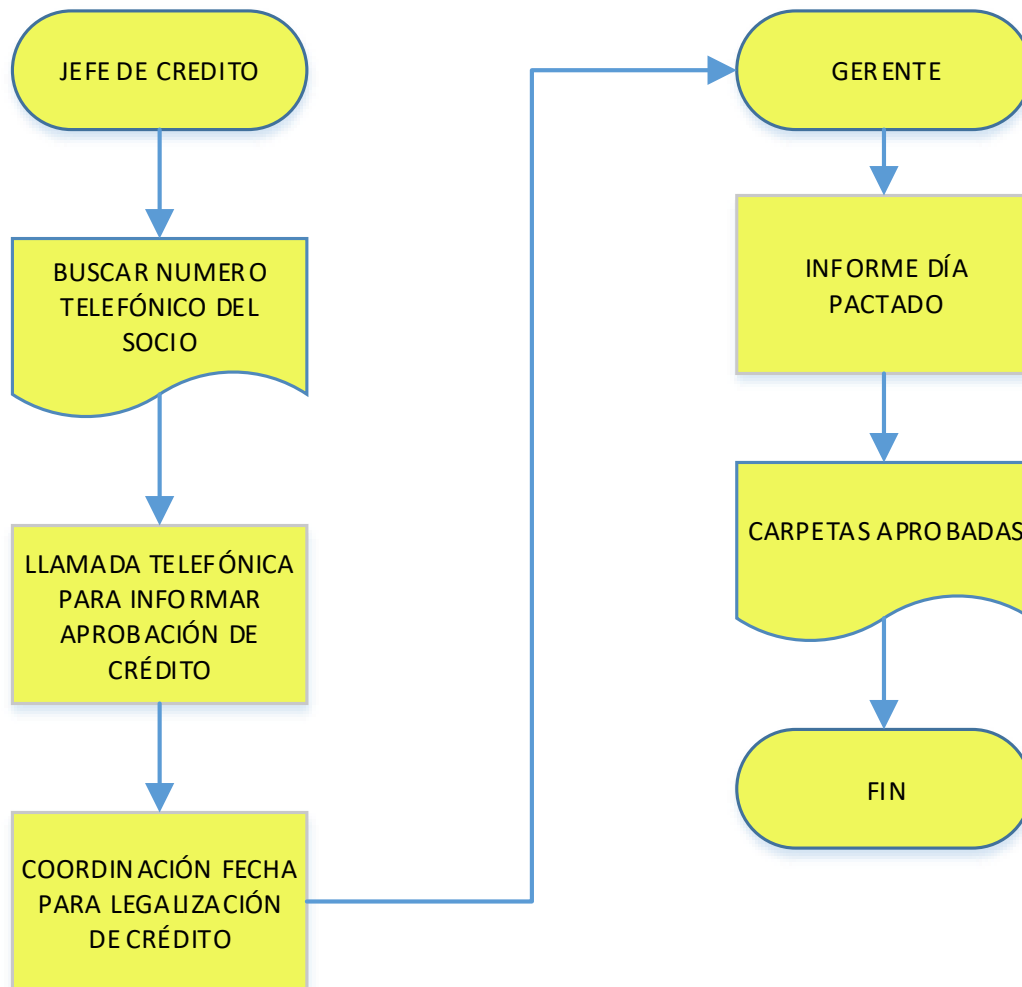 JEFE DE CREDITO
BUSCAR NUMERO
TELEFÓNICO DEL
SOCIO
LLAMADA TELEFÓNICA
PARA INFORMAR
APROBACIÓN DE
CRÉDITO
COORDINACIÓN FECHA
PARA LEGALIZACIÓN
DE CRÉDITO
GERENTE
INFORME DÍA
PACTADO
CARPETAS APROBADAS
FIN